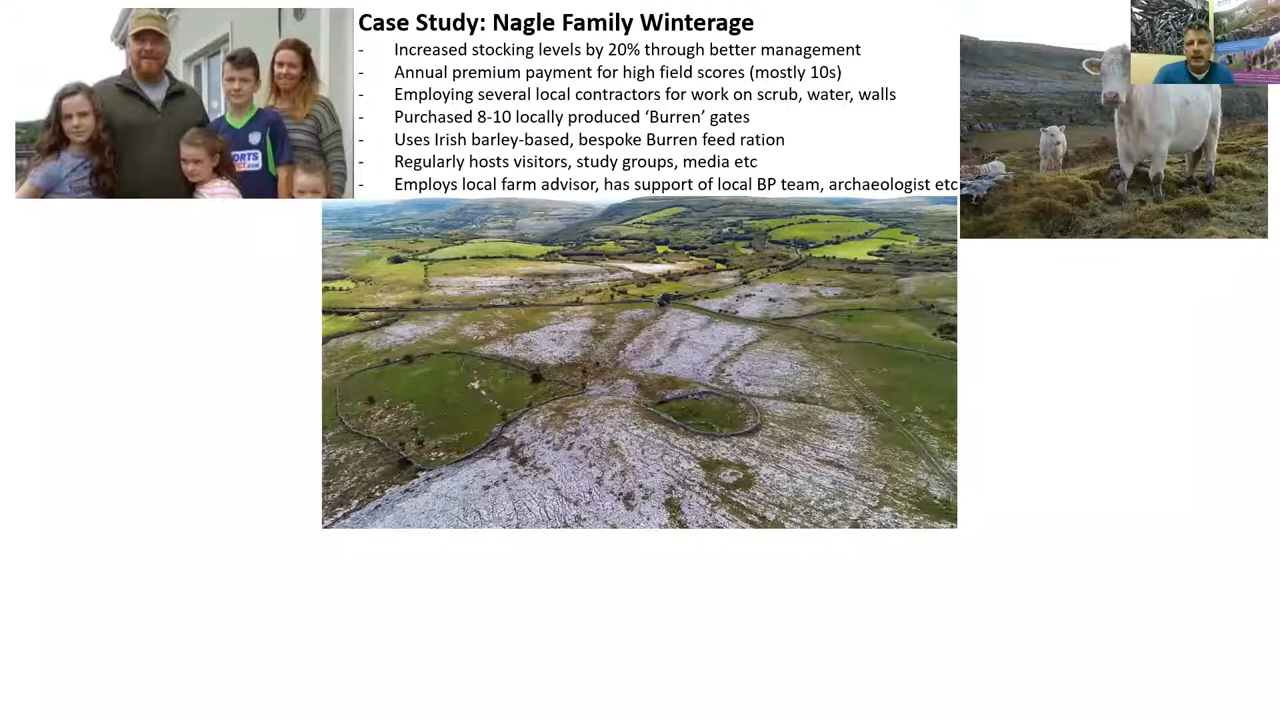 Case Study: Nagle Family Winterage
- Increased stocking levels by 20% through better management
- Annual premium payment for high field scores (mostly 10s)
- Employing several local contractors for work on scrub, water, walls
- Purchased 8-10 locally produced ‘Burren’ gates
- Uses Irish barley-based, bespoke Burren feed ration
- Regularly hosts visitors, study groups, media etc
- Employs local farm advisor, has support of local BP team, archaeologist etc